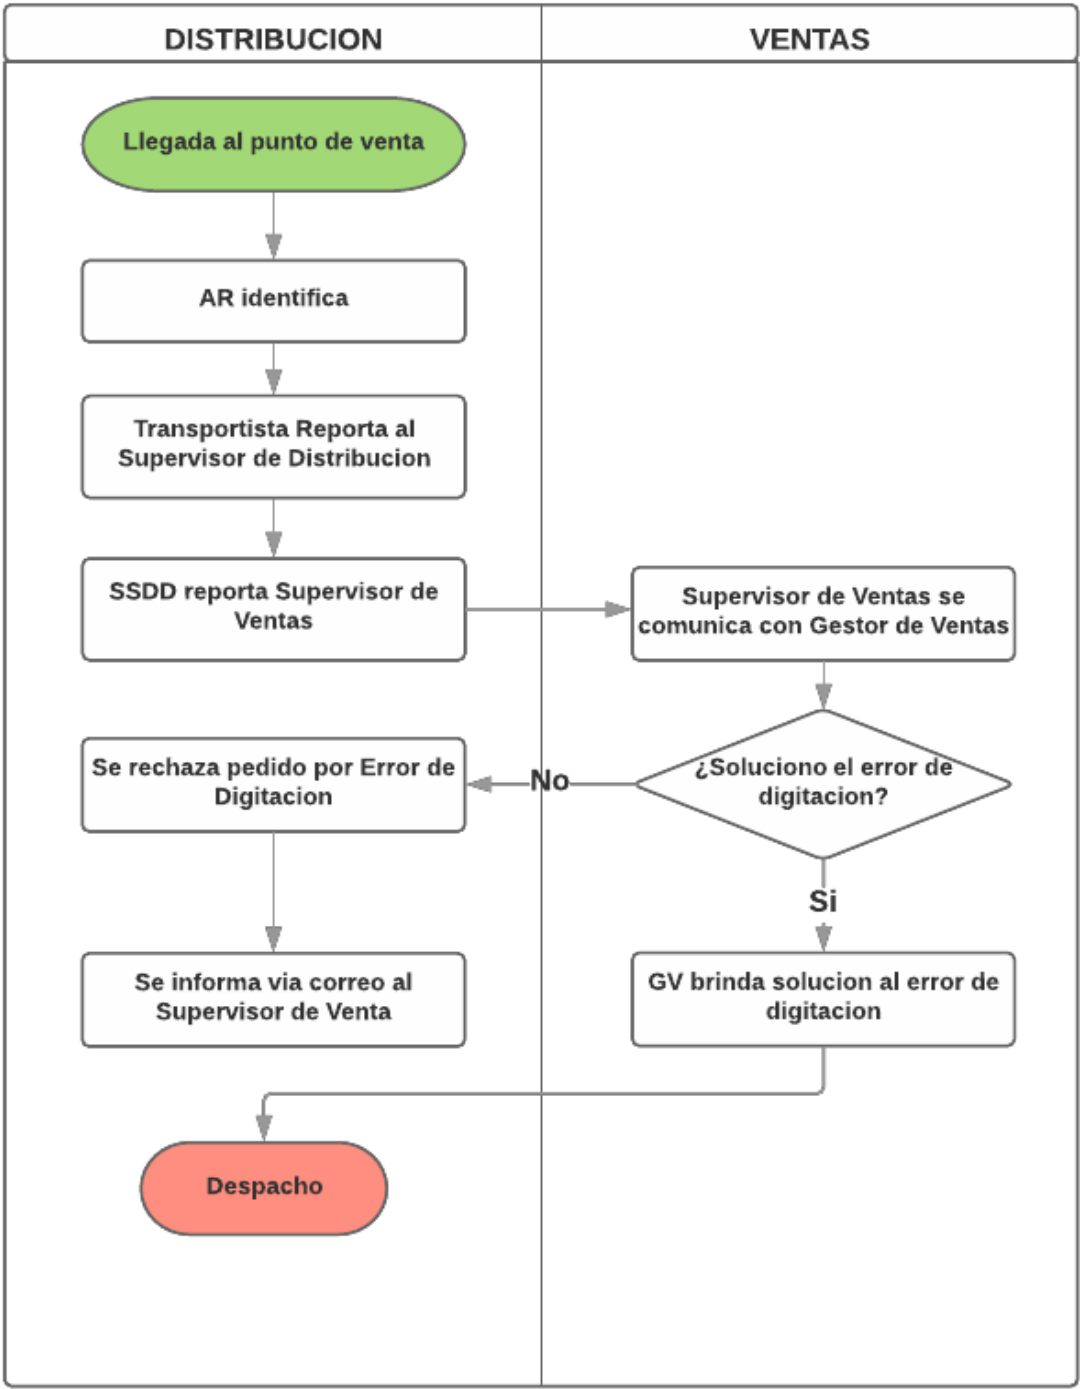 DISTRIBUCION
VENTAS
Llegada al punto de venta
AR identifica
Transportista Reporta al
Supervisor de Distribucion
SSDD reporta Supervisor de
Ventas
Supervisor de Ventas se
comunica con Gestor de Ventas
¿Soluciono el error de
digitacion?
No
Se rechaza pedido por Error de
Digitacion
Si
Se informa via correo al
Supervisor de Venta
GV brinda solucion al error de
digitacion
Despacho